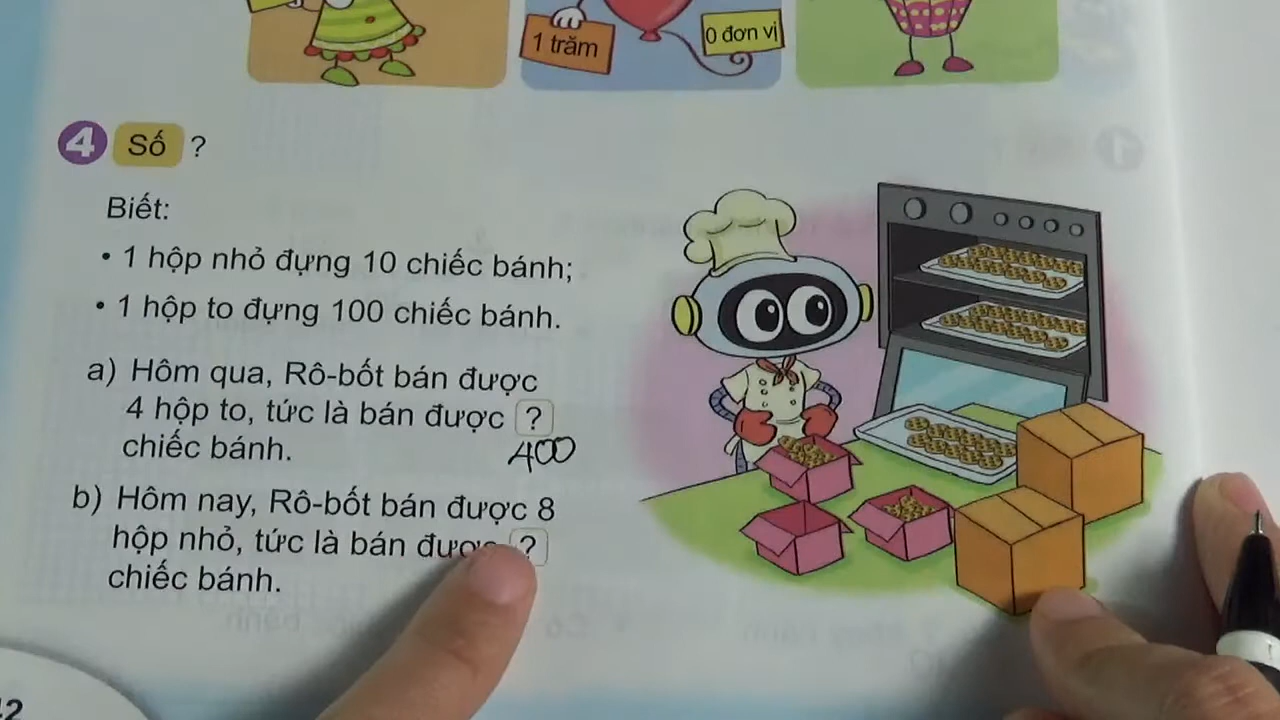 1 trăm
0 đơn vị
4 Số ?
Biết:
• 1 hộp nhỏ đựng 10 chiếc bánh;
• 1 hộp to đựng 100 chiếc bánh.
a) Hôm qua, Rô-bốt bán được
4 hộp to, tức là bán được ?
chiếc bánh.
400
b) Hôm nay, Rô-bốt bán được 8
hộp nhỏ, tức là bán được ?
chiếc bánh.